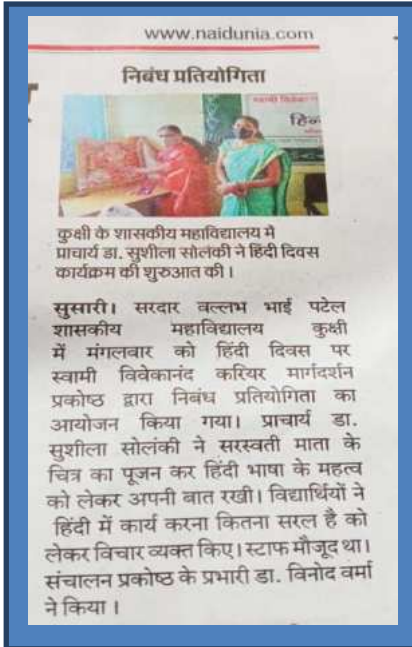 www.naidunia.com
निबंध प्रतियोगिता
स्वामी
हिन्
कुक्षी के शासकीय महाविद्यालय में
प्राचार्य डा. सुशीला सोलंकी ने हिंदी दिवस
कार्यक्रम की शुरुआत की।
सुसारी। सरदार वल्लभ भाई पटेल
शासकीय महाविद्यालय कुक्षी
में मंगलवार को हिंदी दिवस पर
स्वामी विवेकानंद करियर मार्गदर्शन
प्रकोष्ठ द्वारा निबंध प्रतियोगिता का
आयोजन किया गया। प्राचार्य डा.
सुशीला सोलंकी ने सरस्वती माता के
चित्र का पूजन कर हिंदी भाषा के महत्व
को लेकर अपनी बात रखी। विद्यार्थियों ने
हिंदी में कार्य करना कितना सरल है को
लेकर विचार व्यक्त किए। स्टाफ मौजूद था।
संचालन प्रकोष्ठ के प्रभारी डा. विनोद वर्मा
ने किया।